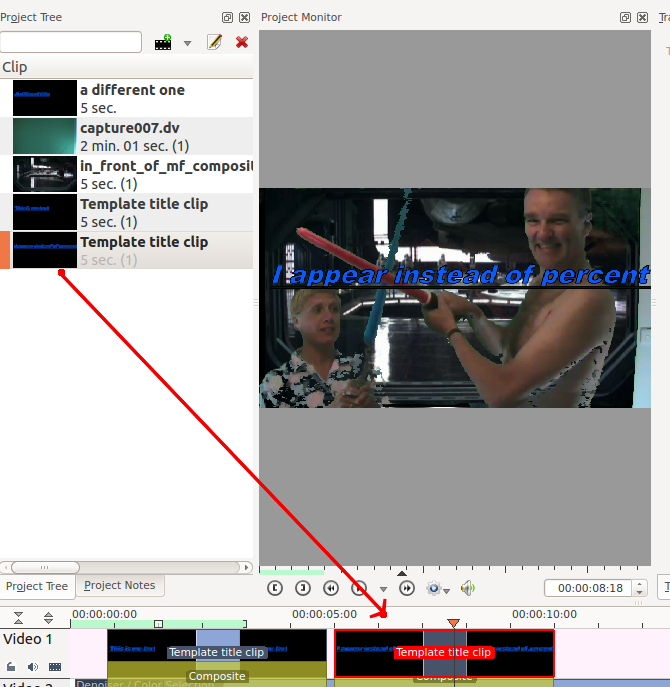 Project Tree
Project Monitor
Clip
a different one
5 sec.
capture007.dv
2 min. 01 sec. (1)
in_front_of_mf_composit
5 sec. (1)
Template title clip
5 sec. (1)
Template title clip
5 sec. (1)
I appear instead of percent
Project Tree
Project Notes
00:00:08:18
00:00:00:00
00:00:05:00
00:00:10:00
Video 1
Template title clip
Template title clip
Composite
Composite
Denoiser / Color Selection